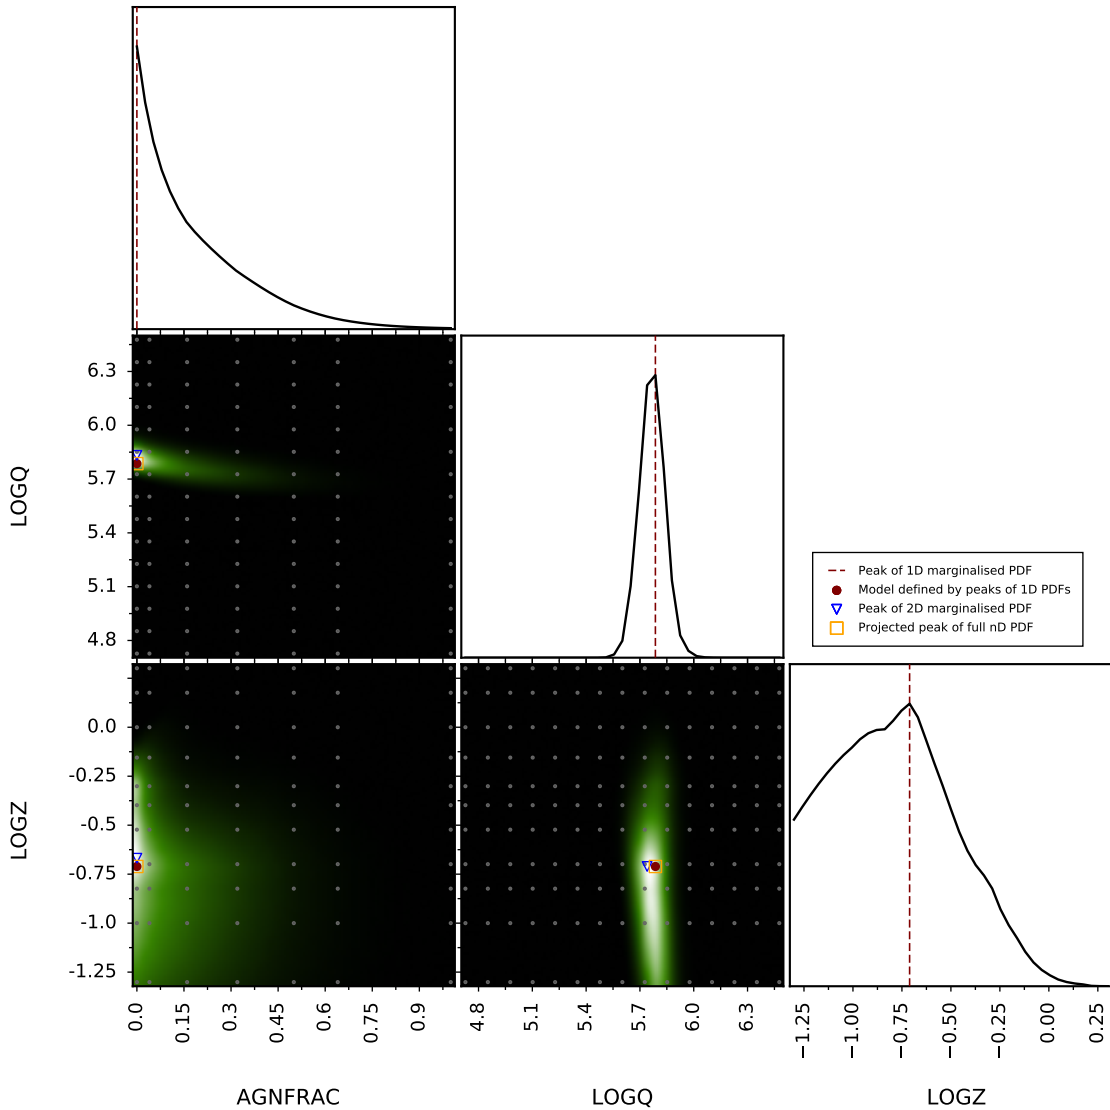 6.3
6.0
5.7
5.4
5.1
4.8
LOGQ
Peak of 1D marginalised PDF
Model defined by peaks of 1D PDFs
Peak of 2D marginalised PDF
Projected peak of full nD PDF
0.0
-0.25
-0.5
-0.75
-1.0
-1.25
LOGZ
0.0 0.15 0.3 0.45 0.6 0.75 0.9
4.8 5.1 5.4 5.7 6.0 6.3
−1.25 −1.00 −0.75 −0.50 −0.25 0.00 0.25
AGNFRAC LOGQ LOGZ